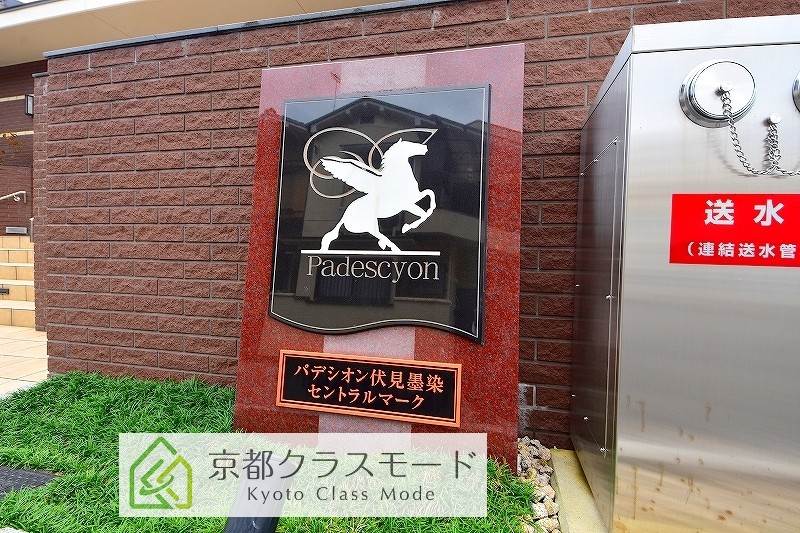 Padescyon
パデシオン伏見墨染
セントラルマーク
送水
(連結送水管
京都クラスモード
Kyoto Class Mode